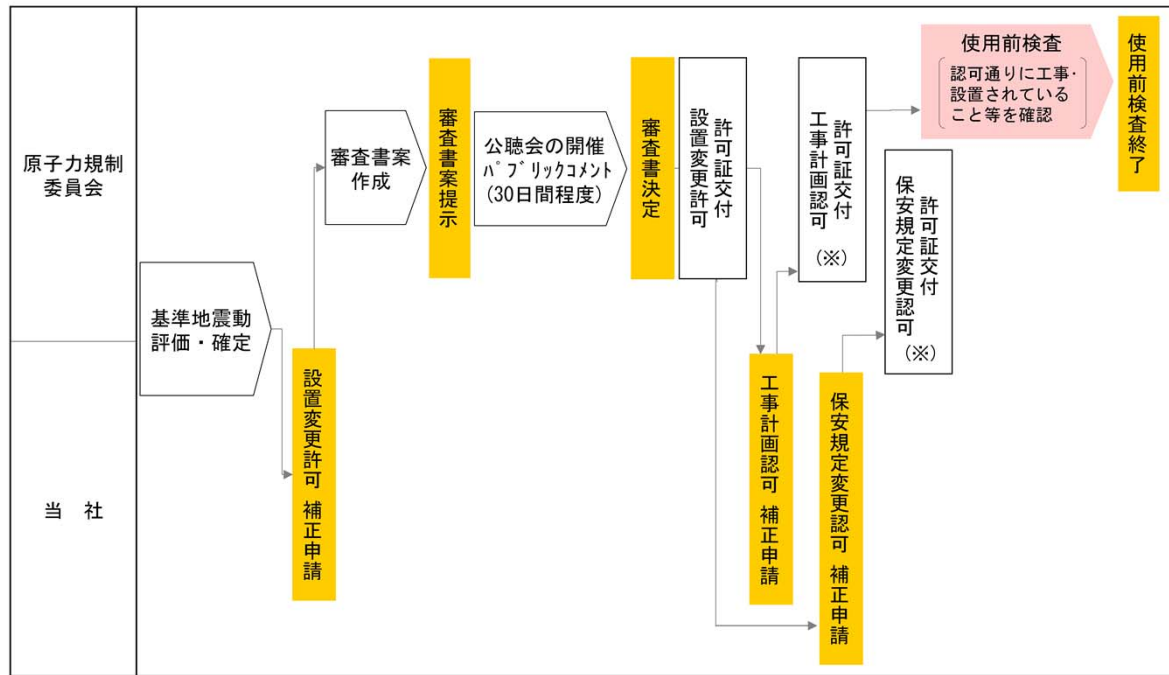 原子力規制
委員会
当 社
基準地震動
評価・確定
設置変更許可 補正申請
審査書案
作成
審査書案提示
公聴会の開催
ﾊﾟﾌﾞﾘｯｸｺﾒﾝﾄ
(30日間程度)
審査書決定
許可証交付
設置変更許可
工事計画認可 補正申請
許可証交付
工事計画認可
(※)
保安規定変更認可 補正申請
許可証交付
保安規定変更認可
(※)
使用前検査
認可通りに工事・
設置されている
こと等を確認
使用前検査終了